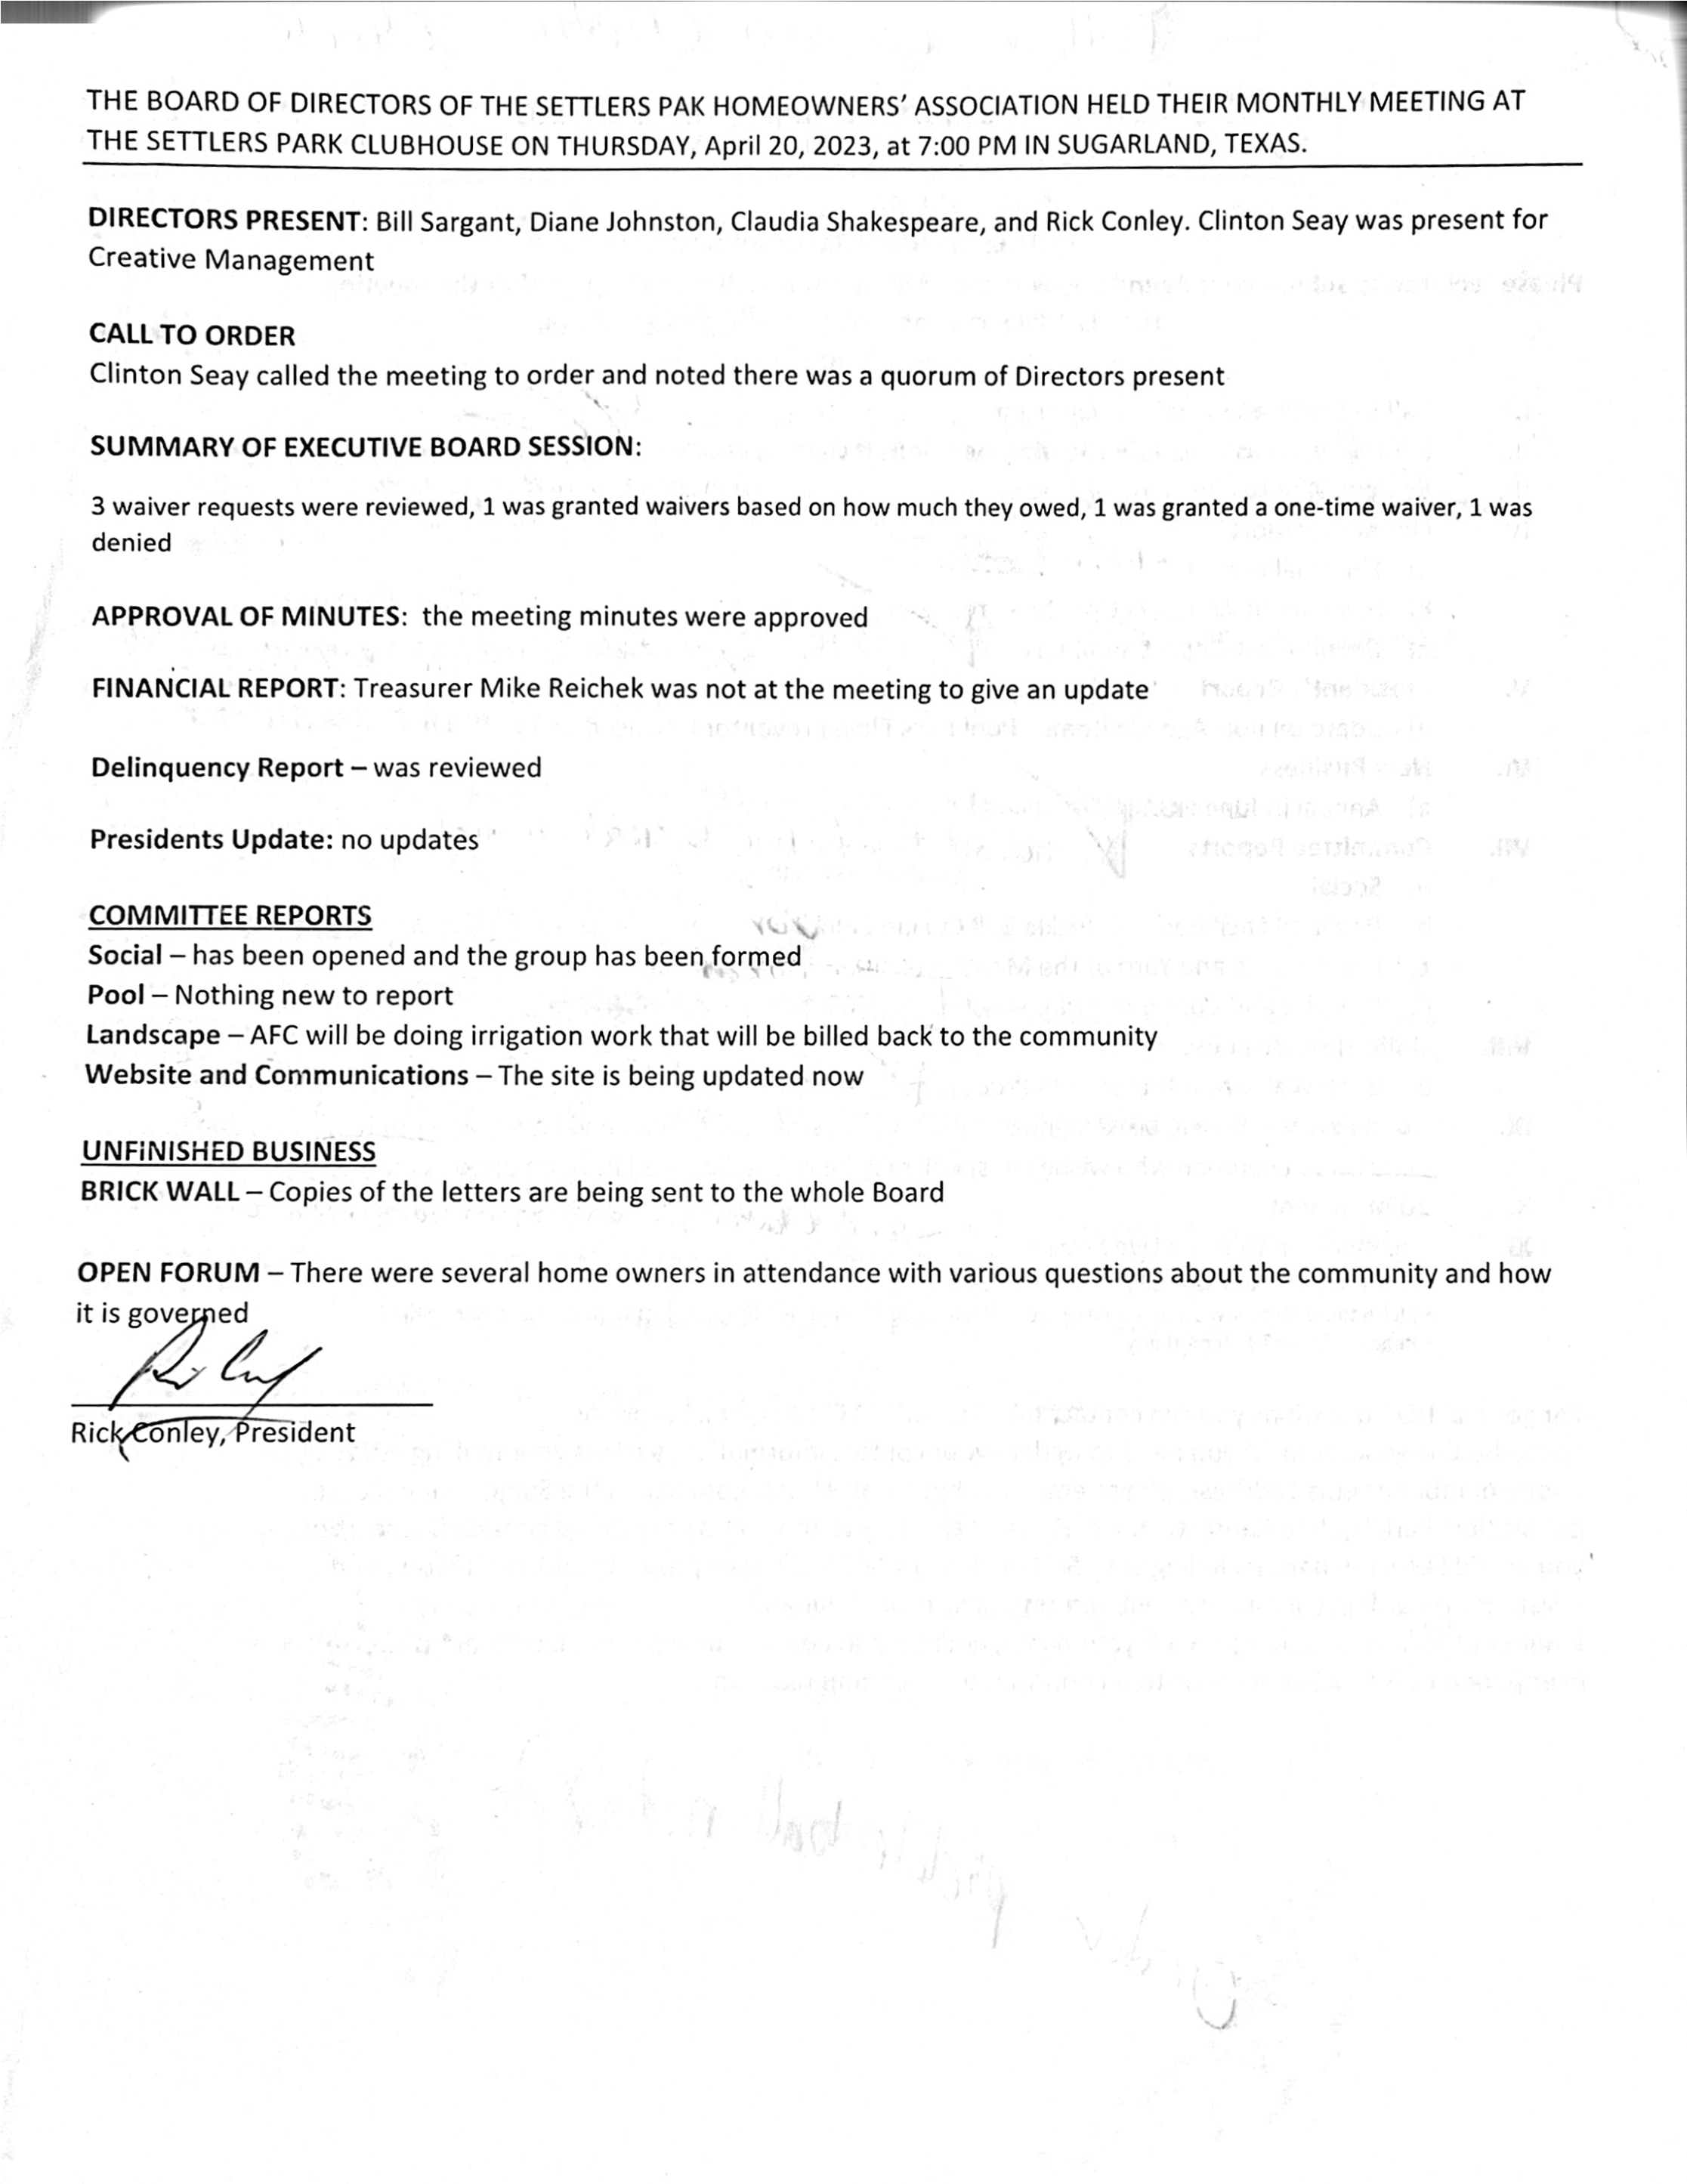 THE BOARD OF DIRECTORS OF THE SETTLERS PAK HOMEOWNERS' ASSOCIATION HELD THEIR MONTHLY MEETING AT
THE SETTLERS PARK CLUBHOUSE ON THURSDAY, April 20, 2023, at 7:00 PM IN SUGARLAND, TEXAS.
DIRECTORS PRESENT: Bill Sargant, Diane Johnston, Claudia Shakespeare, and Rick Conley. Clinton Seay was present for
Creative Management
CALL TO ORDER
Clinton Seay called the meeting to order and noted there was a quorum of Directors present
SUMMARY OF EXECUTIVE BOARD SESSION:
3 waiver requests were reviewed, 1 was granted waivers based on how much they owed, 1 was granted a one-time waiver, 1 was
denied
APPROVAL OF MINUTES: the meeting minutes were approved
FINANCIAL REPORT: Treasurer Mike Reichek was not at the meeting to give an update
Delinquency Report – was reviewed
Presidents Update: no updates
COMMITTEE REPORTS
Social – has been opened and the group has been formed
Pool – Nothing new to report
Landscape – AFC will be doing irrigation work that will be billed back to the community
Website and Communications – The site is being updated now
UNFINISHED BUSINESS
BRICK WALL – Copies of the letters are being sent to the whole Board
OPEN FORUM – There were several home owners in attendance with various questions about the community and how
it is governed
Rick Conley, President